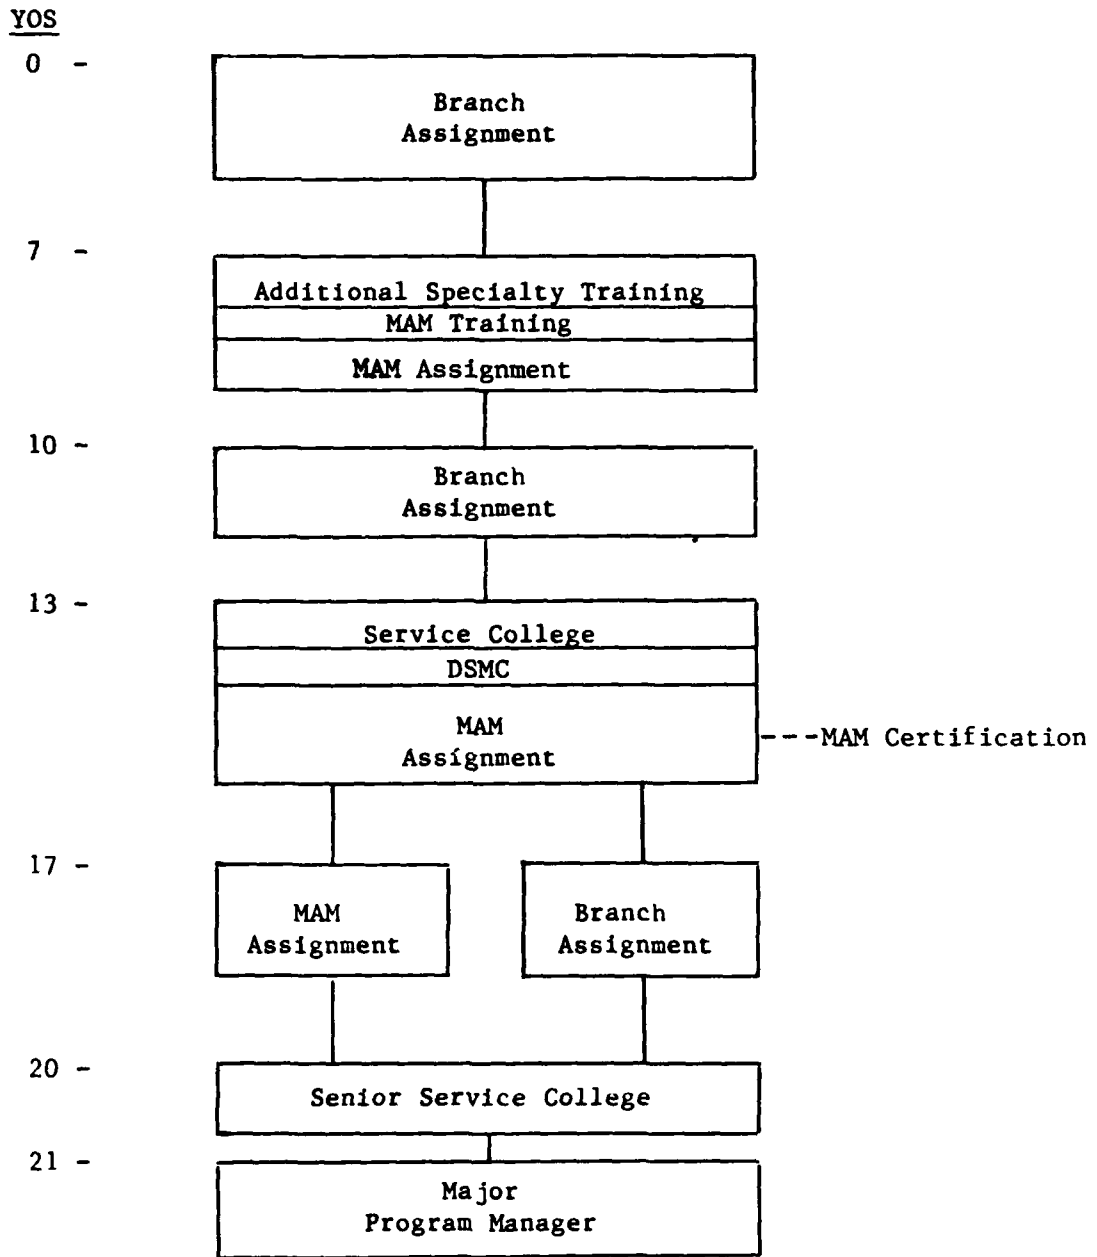 YOS
0 -
Branch
Assignment
7 -
Additional Specialty Training
MAM Training
MAM Assignment
10 -
Branch
Assignment
13 -
Service College
DSMC
MAM
Assignment
---MAM Certification
17 -
MAM
Assignment
Branch
Assignment
20 -
Senior Service College
21 -
Major
Program Manager